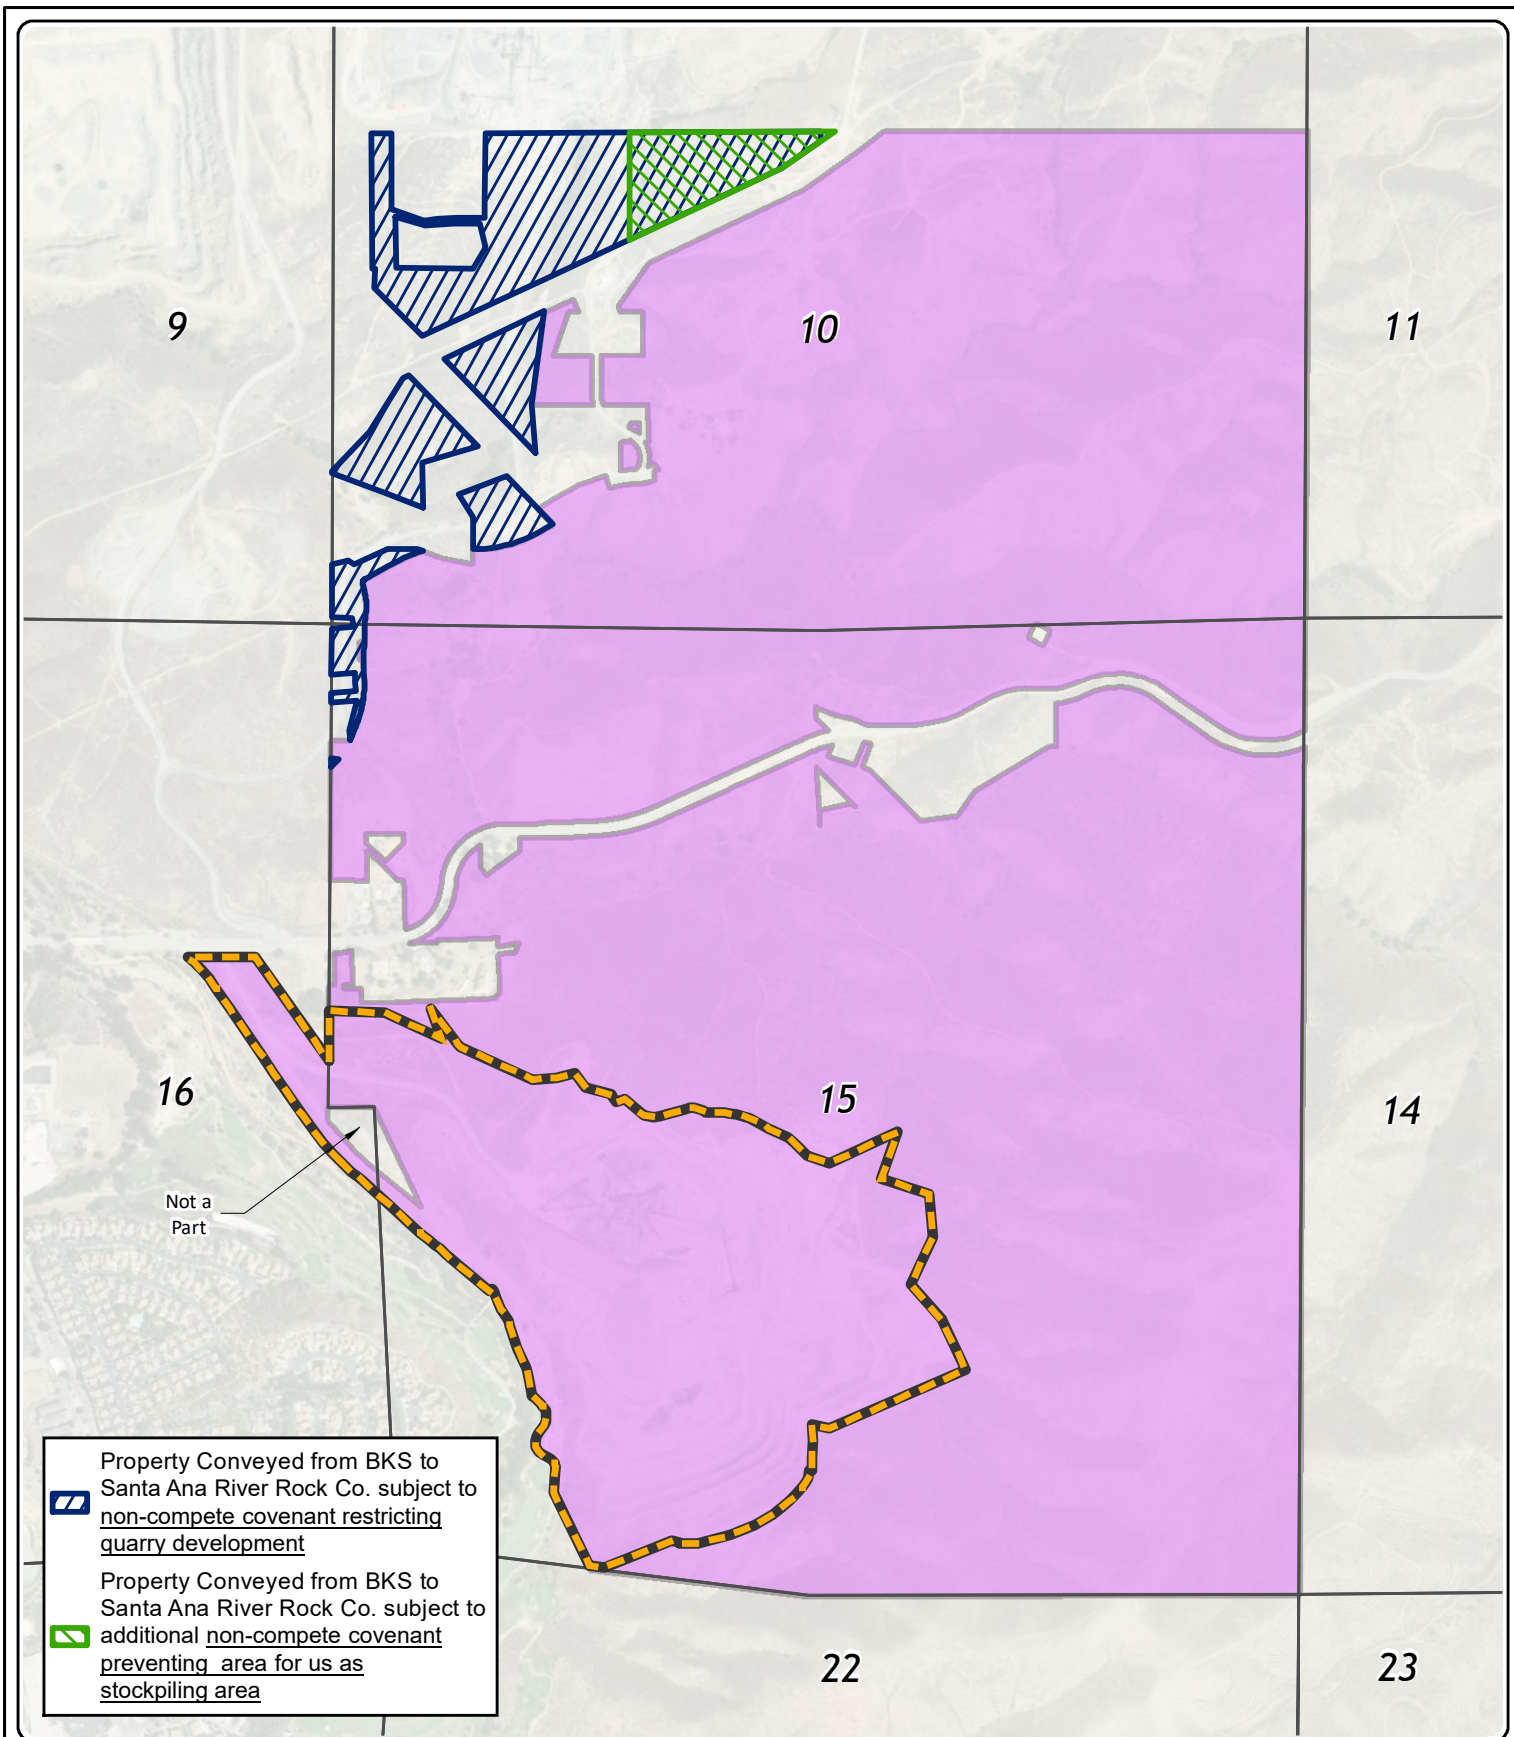 9
10
11
16
15
14
Not a
Part
22
23
Property Conveyed from BKS to
Santa Ana River Rock Co. subject to
non-compete covenant restricting
quarry development
Property Conveyed from BKS to
Santa Ana River Rock Co. subject to
additional non-compete covenant
preventing area for us as
stockpiling area